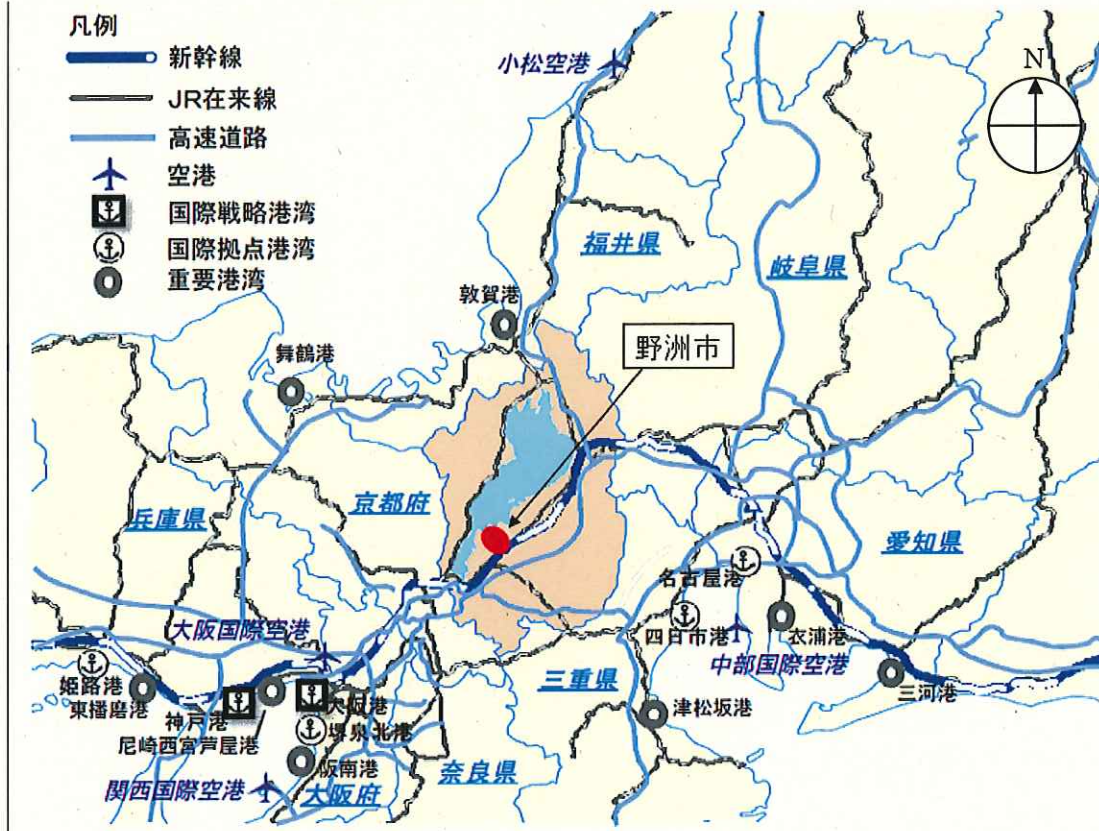 凡例
新幹線
JR在来線
高速道路
空港
国際戦略港湾
国際拠点港湾
重要港湾
N
小松空港
福井県
岐阜県
敦賀港
野洲市
舞鶴港
京都府
兵庫県
愛知県
名古屋港
四日市港
衣浦港
中部国際空港
大阪国際空港
三重県
三河港
姫路港
東播磨港
神戸港
大阪港
津松坂港
尼崎西宮芦屋港
堺泉北港
阪南港
奈良県
関西国際空港
大阪府